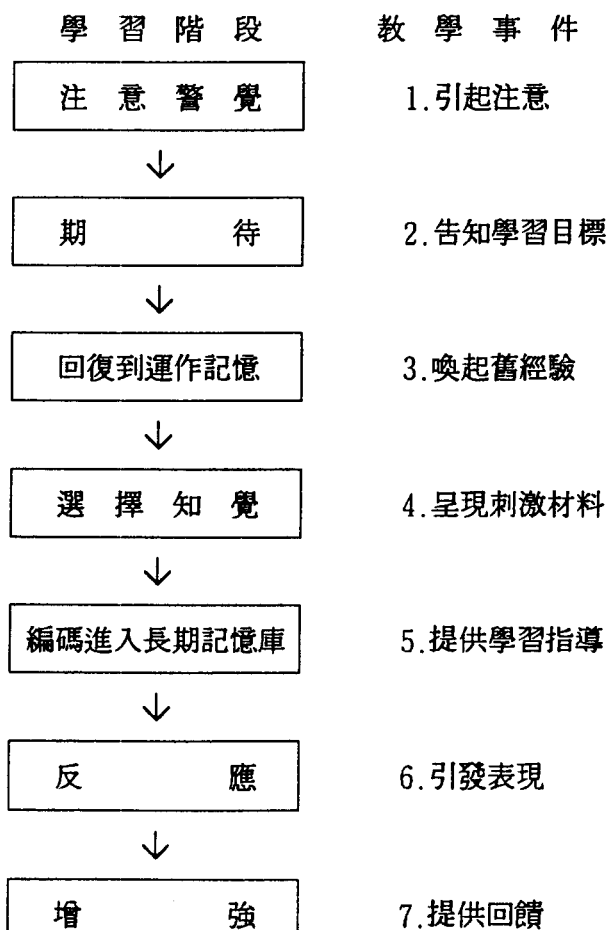 學習階段 教學事件
注意警覺 1.引起注意
期待 2.告知學習目標
回復到運作記憶 3.喚起舊經驗
選擇知覺 4.呈現刺激材料
編碼進入長期記憶庫 5.提供學習指導
反應 6.引發表現
增強 7.提供回饋